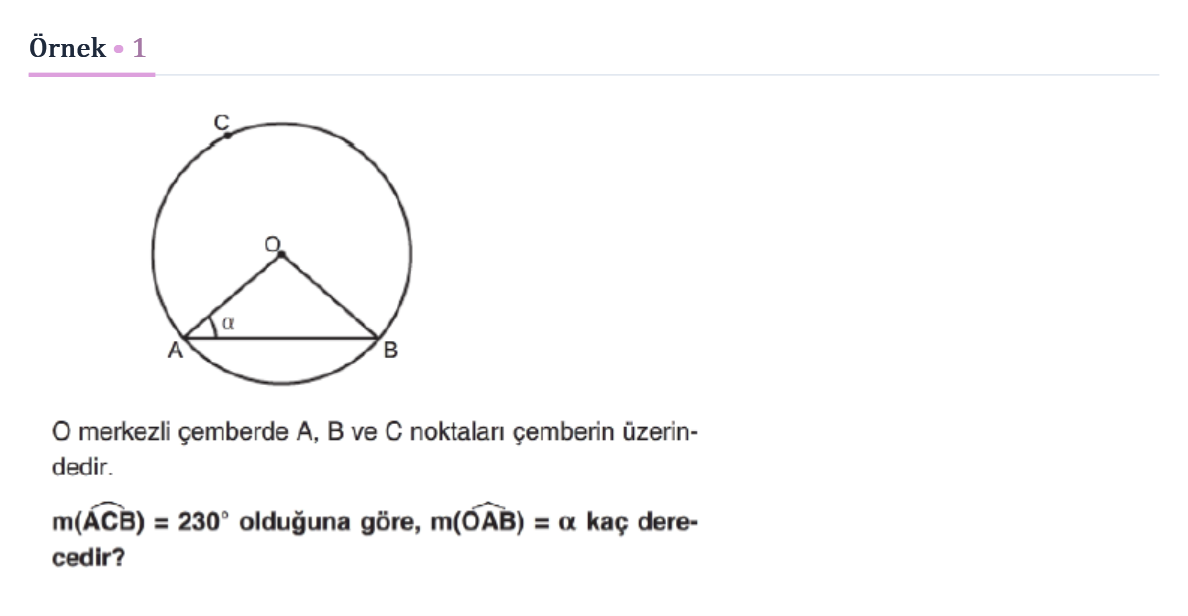 Örnek • 1
C
O
α
A
B
O merkezli çemberde A, B ve C noktaları çemberin üzerin-
dedir.
m(ACB) = 230° olduğuna göre, m(OAB) = α kaç dere-
cedir?